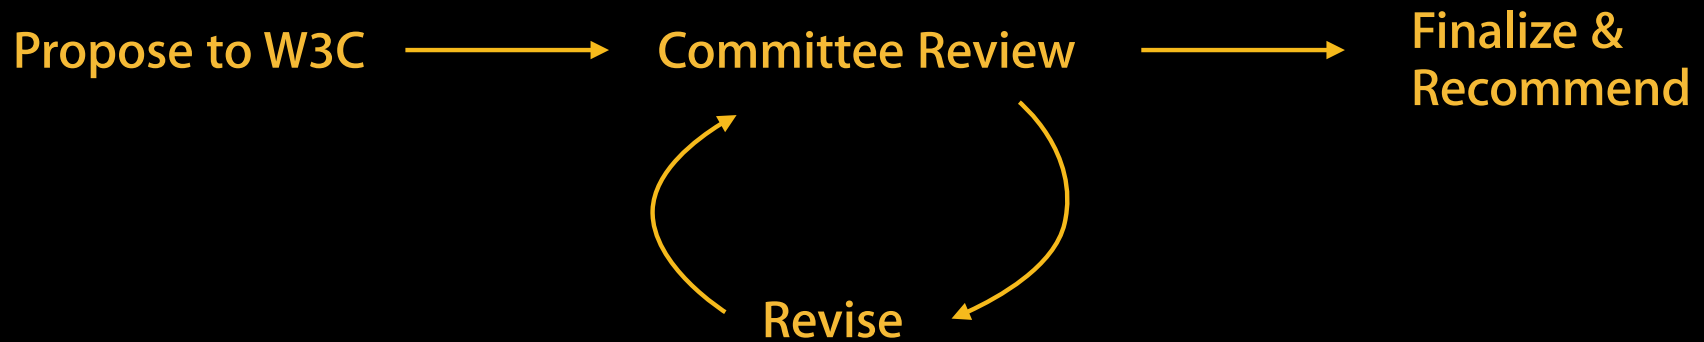 Propose to W3C
Committee Review
Finalize &
Recommend
Revise